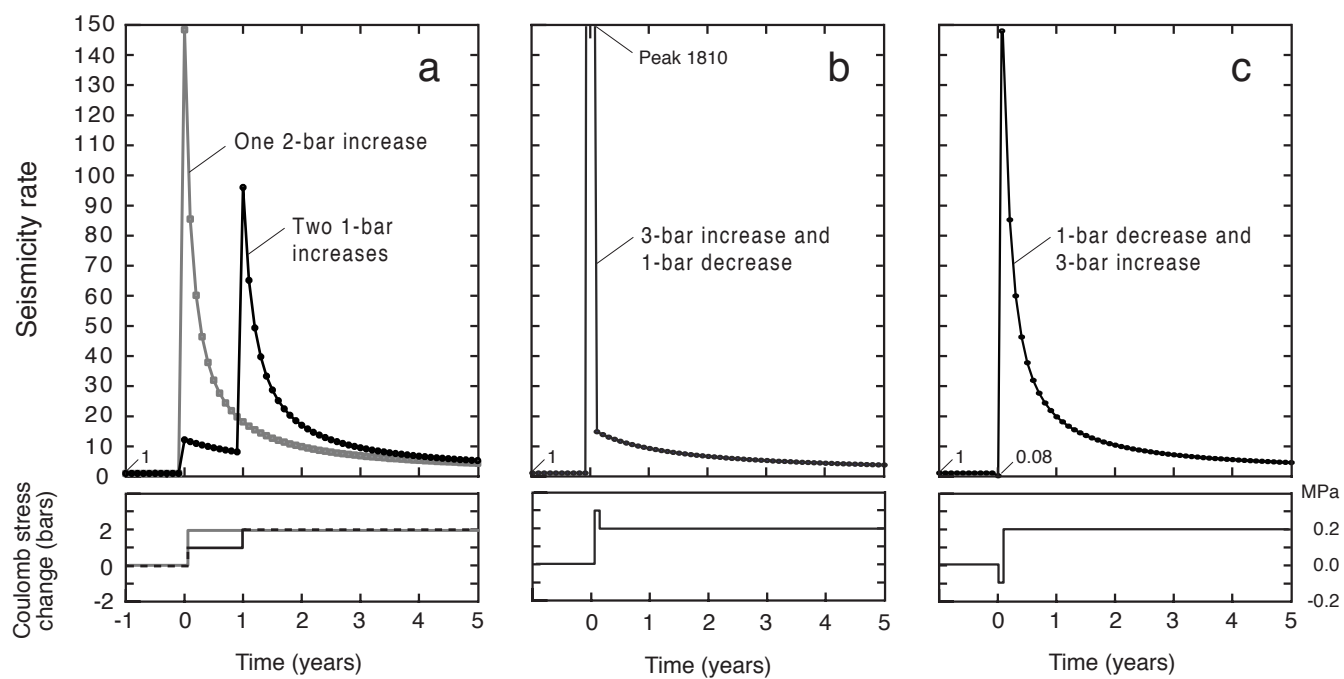 Seismicity rate
150
140
130
120
110
100
90
80
70
60
50
40
30
20
10
0
a
One 2-bar increase
Two 1-bar
increases
1
b
Peak 1810
3-bar increase and
1-bar decrease
1
c
1-bar decrease and
3-bar increase
1
0.08
Coulomb stress
change (bars)
2
0
-2
MPa
0.2
0.0
-0.2
-1 0 1 2 3 4 5
0 1 2 3 4 5
0 1 2 3 4 5
Time (years)
Time (years)
Time (years)